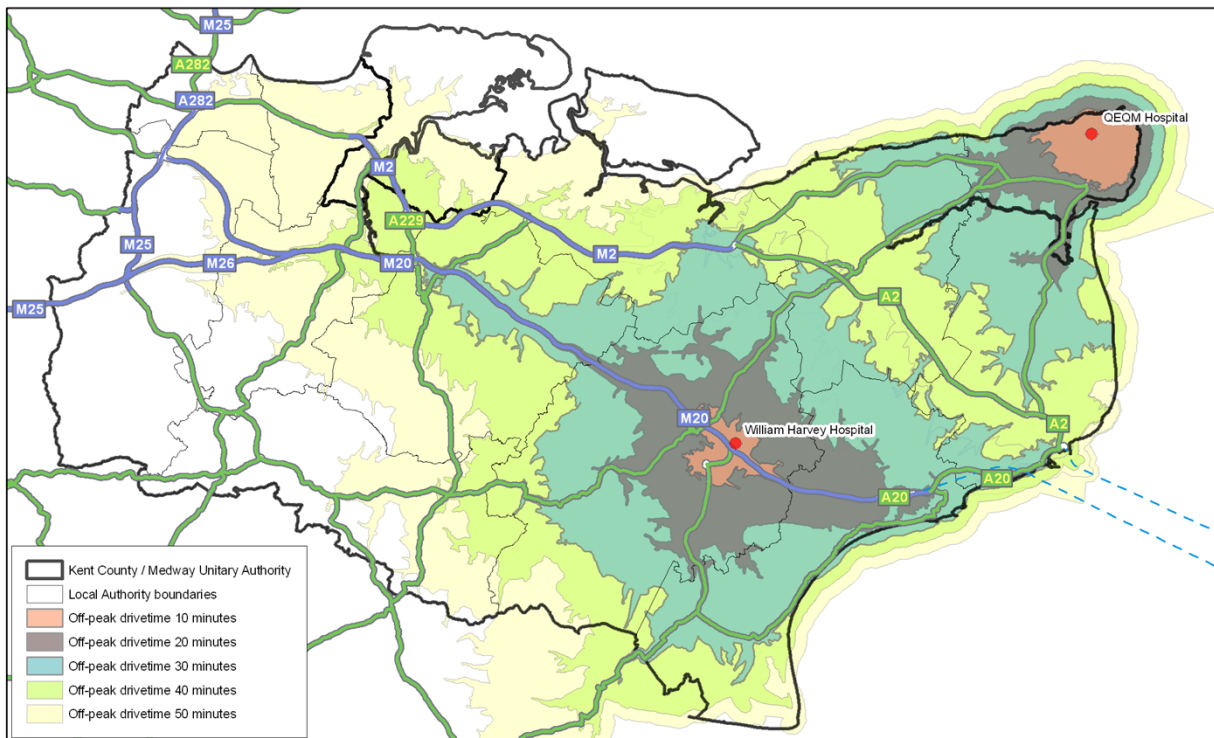 M25
A282
A282
QEQM Hospital
M2
A229
M25
M26
M20
M2
M25
A2
M20
William Harvey Hospital
A2
A20
A20
Kent County / Medway Unitary Authority
Local Authority boundaries
Off-peak drivetime 10 minutes
Off-peak drivetime 20 minutes
Off-peak drivetime 30 minutes
Off-peak drivetime 40 minutes
Off-peak drivetime 50 minutes